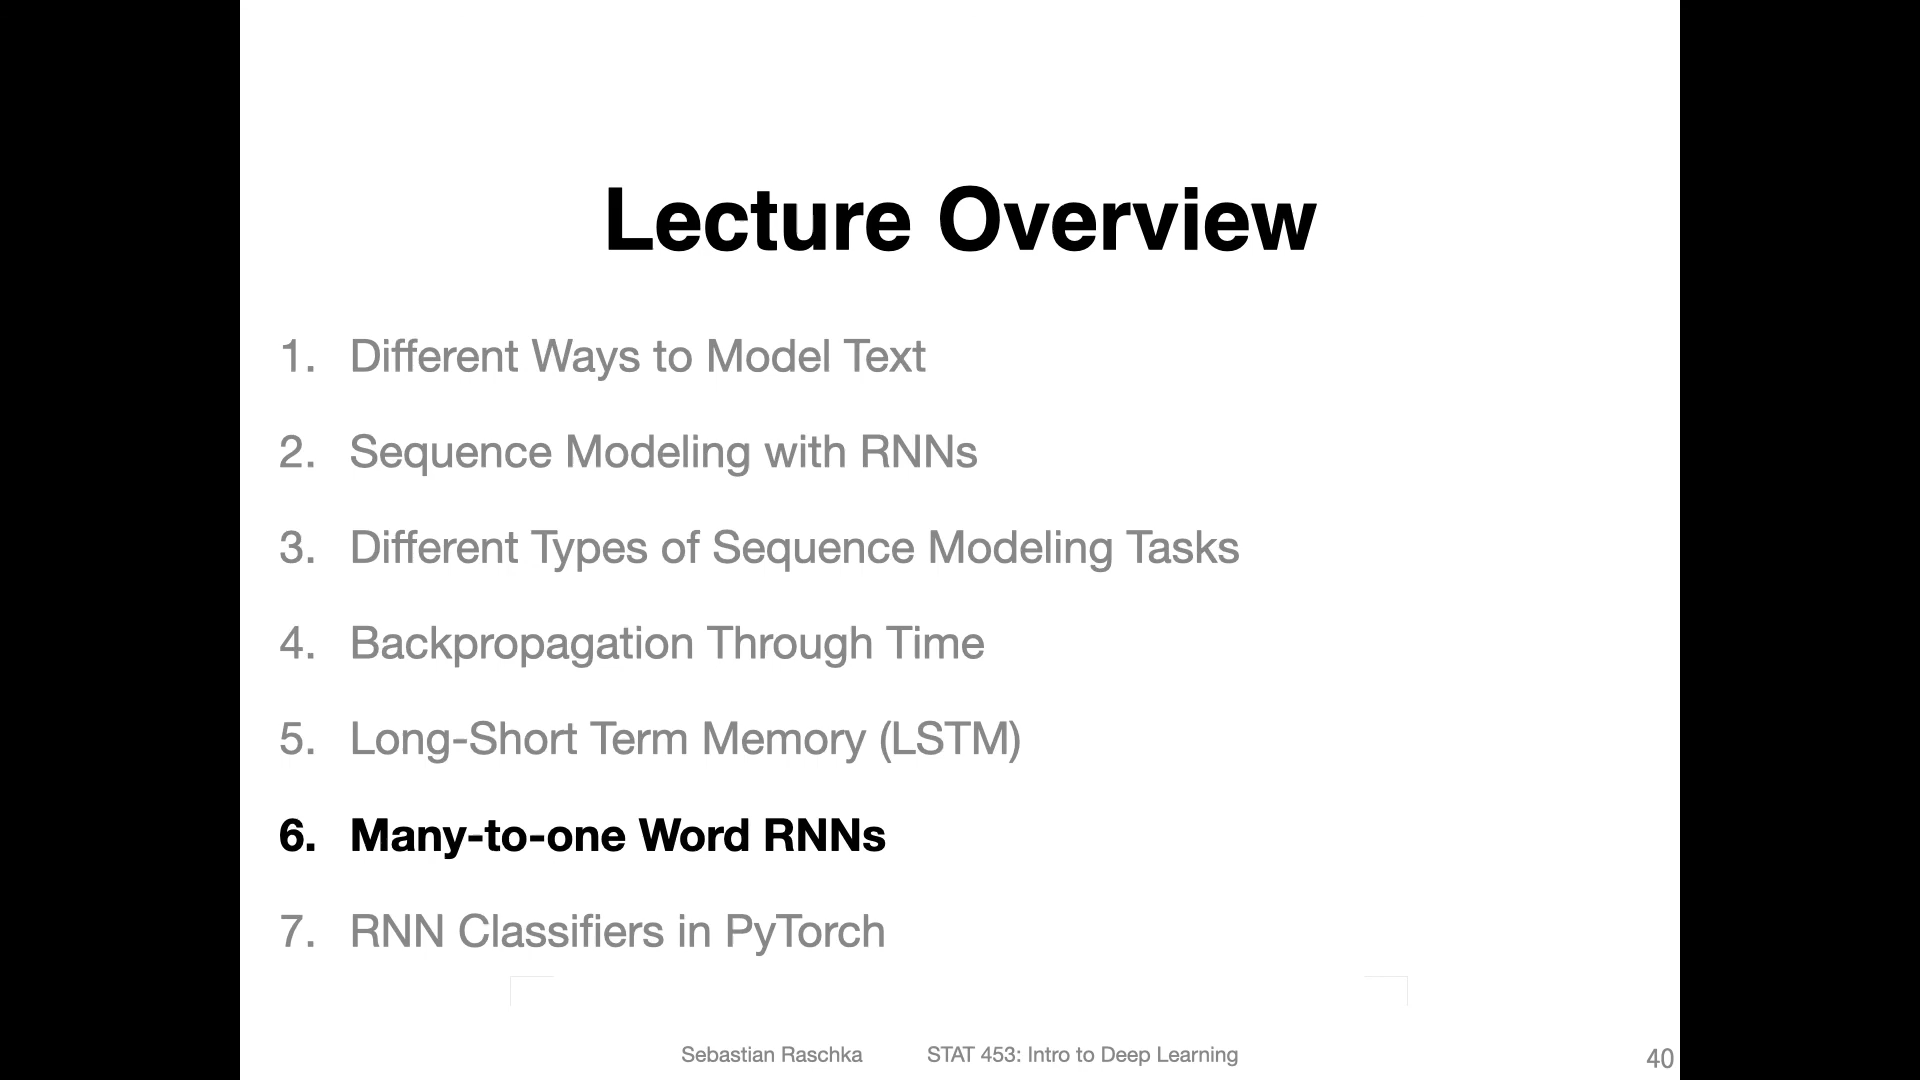 Lecture Overview
1. Different Ways to Model Text
2. Sequence Modeling with RNNs
3. Different Types of Sequence Modeling Tasks
4. Backpropagation Through Time
5. Long-Short Term Memory (LSTM)
6. Many-to-one Word RNNs
7. RNN Classifiers in PyTorch
Sebastian Raschka STAT 453: Intro to Deep Learning 40